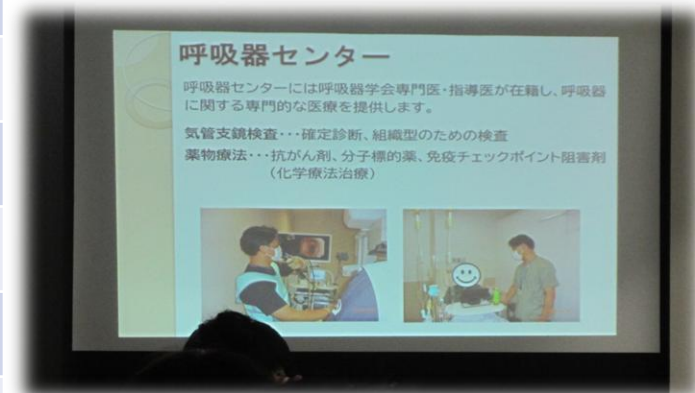 呼吸器センター
呼吸器センターには呼吸器学会専門医・指導医が在籍し、呼吸器
に関する専門的な医療を提供します。
気管支鏡検査・・・確定診断、組織型のための検査
薬物療法・・・抗がん剤、分子標的薬、免疫チェックポイント阻害剤
（化学療法治療）